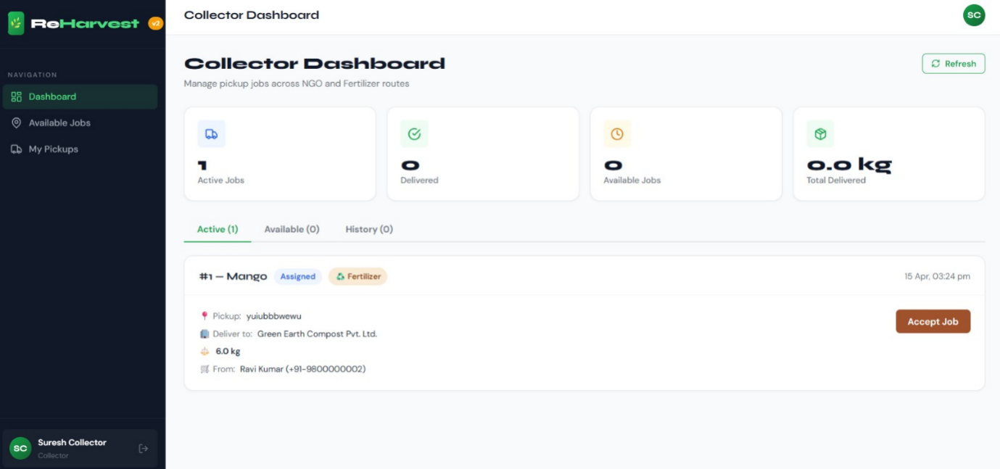 ReHarvest v2
Collector Dashboard
SC
NAVIGATION
Dashboard
Available Jobs
My Pickups
Collector Dashboard
Refresh
Manage pickup jobs across NGO and Fertilizer routes
1
Active Jobs
0
Delivered
0
Available Jobs
0.0 kg
Total Delivered
Active (1) Available (0) History (0)
#1 — Mango Assigned Fertilizer 15 Apr, 03:24 pm
Pickup: yuiubbbwewu
Accept Job
Deliver to: Green Earth Compost Pvt. Ltd.
6.0 kg
From: Ravi Kumar (+91-9800000002)
SC
Suresh Collector
Collector